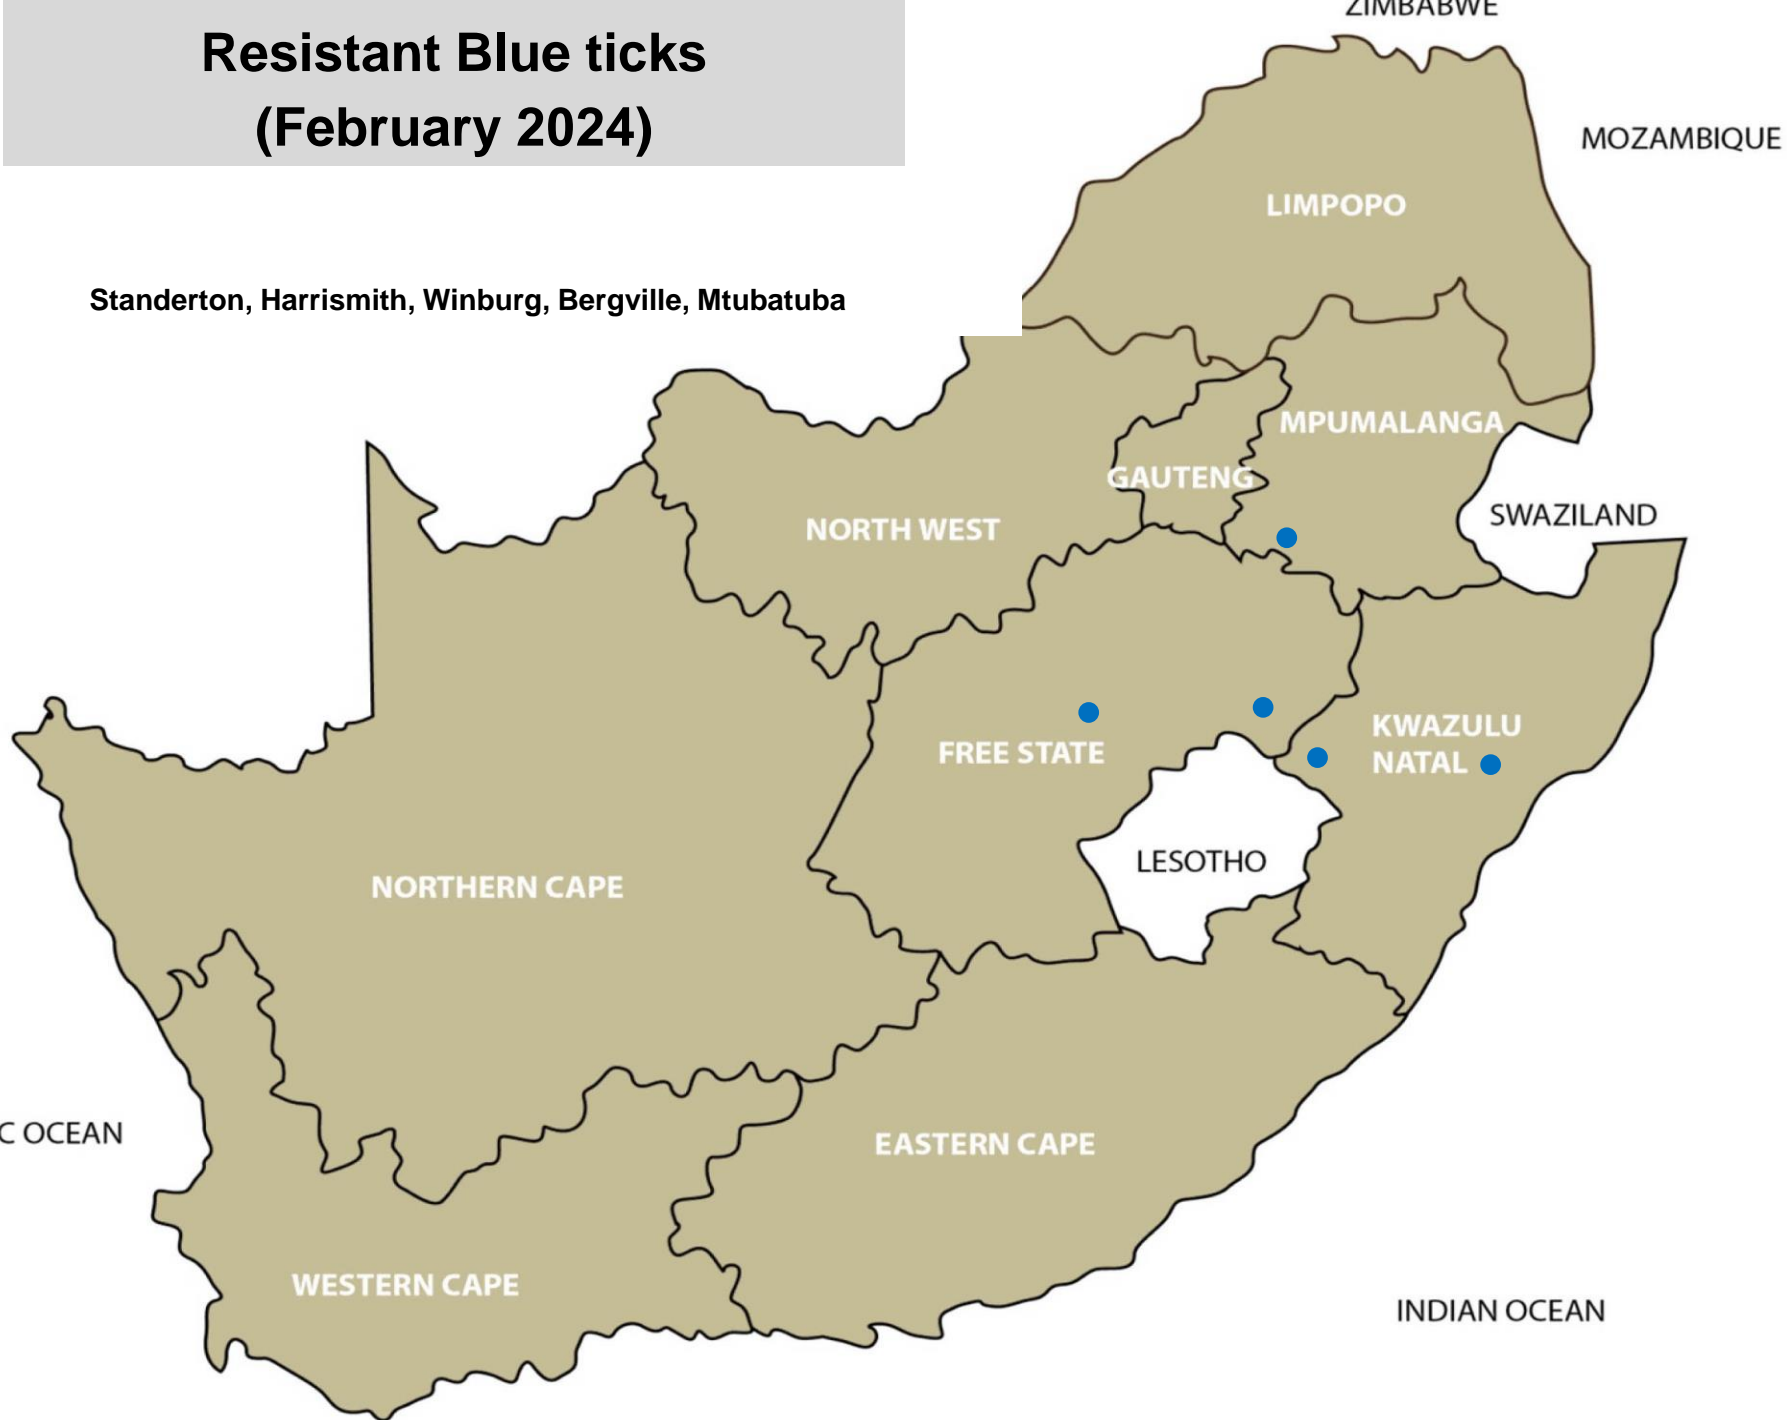 ZIMBABWE
Resistant Blue ticks
(February 2024)
MOZAMBIQUE
LIMPOPO
Standerton, Harrismith, Winburg, Bergville, Mtubatuba
MPUMALANGA
GAUTENG
SWAZILAND
NORTH WEST
KWAZULU
NATAL
FREE STATE
LESOTHO
NORTHERN CAPE
C OCEAN
EASTERN CAPE
WESTERN CAPE
INDIAN OCEAN